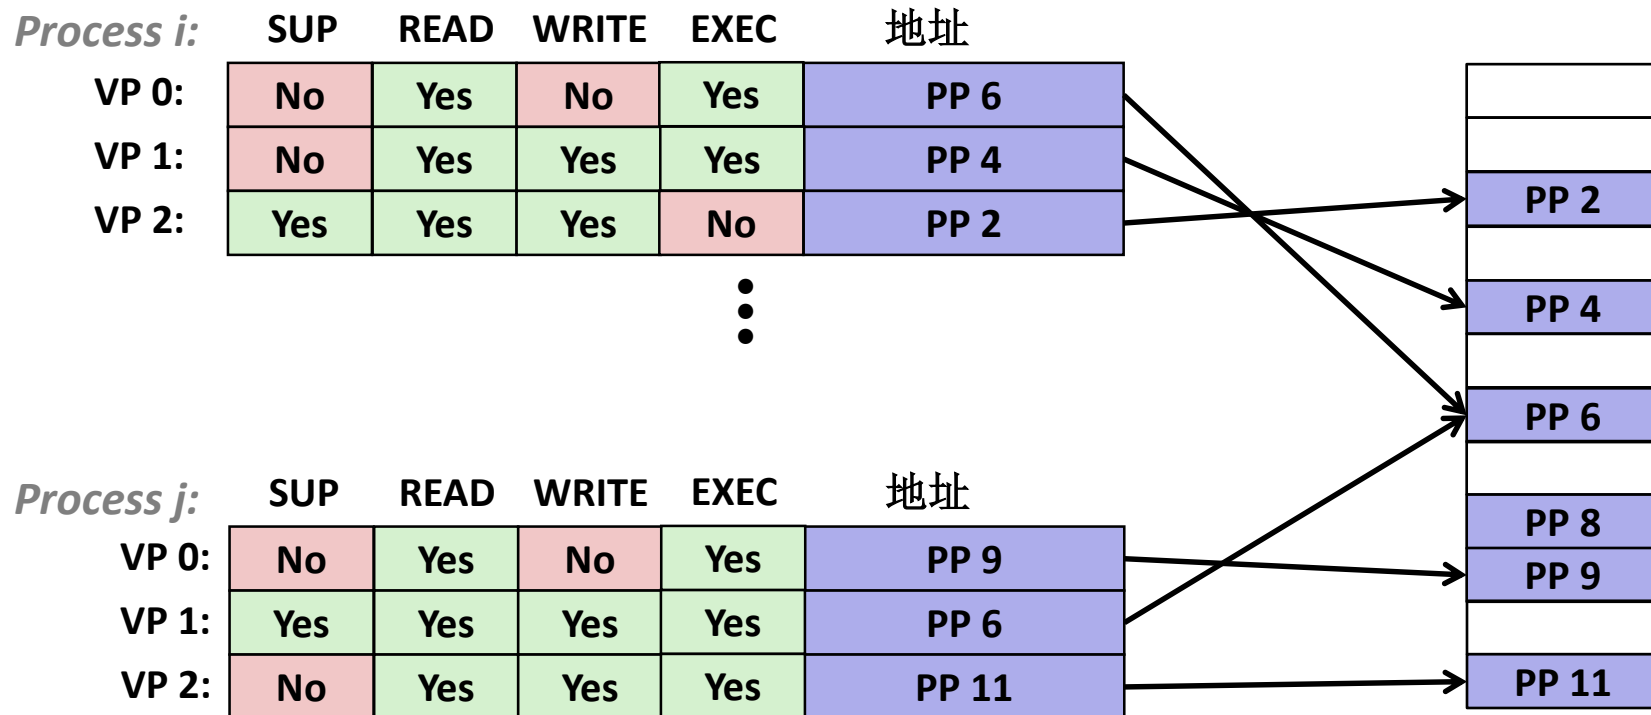 Process i: SUP READ WRITE EXEC 地址
VP 0: No Yes No Yes PP 6
VP 1: No Yes Yes Yes PP 4
VP 2: Yes Yes Yes No PP 2
PP 2
PP 4
PP 6
Process j: SUP READ WRITE EXEC 地址
VP 0: No Yes No Yes PP 9
VP 1: Yes Yes Yes Yes PP 6
VP 2: No Yes Yes Yes PP 11
PP 8
PP 9
PP 11